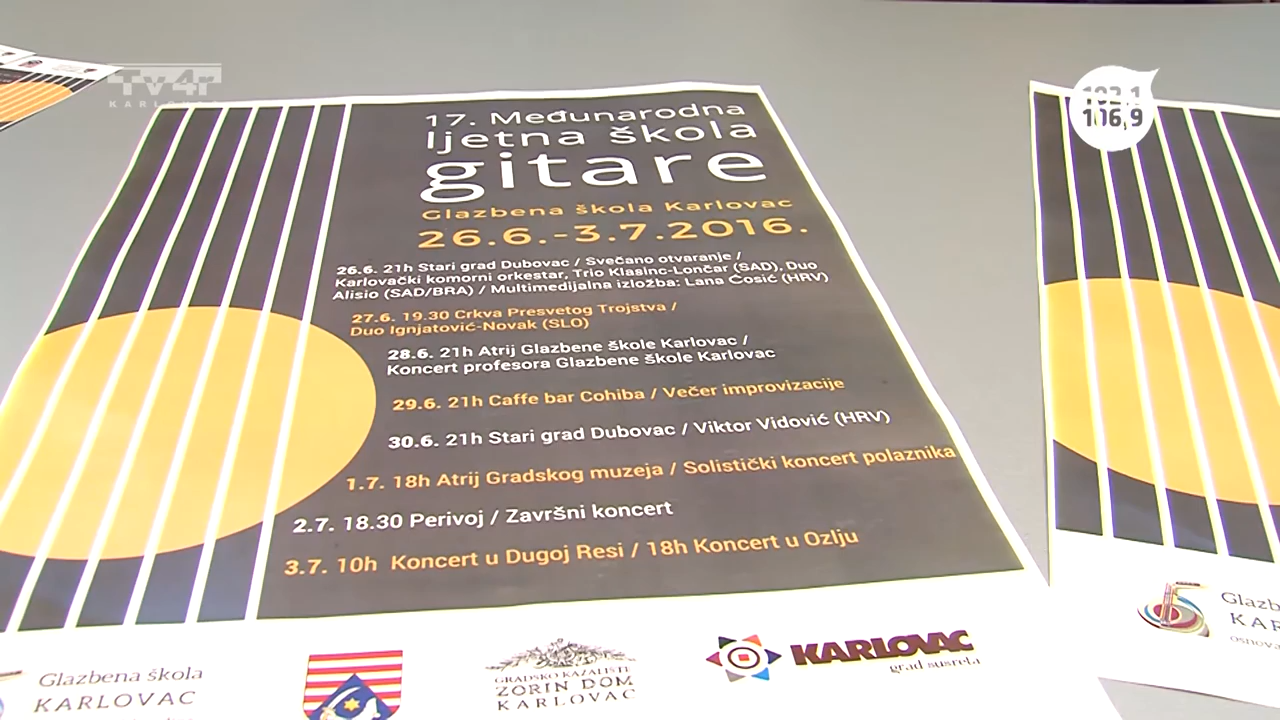 Tv4r
KARLOVAC
103,1
106,9
17. Međunarodna
ljetna škola
gitare
Glazbena škola Karlovac
26.6.-3.7.2016.
26.6. 21h Stari grad Dubovac / Svečano otvaranje /
Karlovački komorni orkestar, Trio Klasinc-Lončar (SAD), Duo
Alisio (SAD/BRA) / Multimedijalna izložba: Lana Ćosić (HRV)
27.6. 19.30 Crkva Presvetog Trojstva /
Duo Ignjatović-Novak (SLO)
28.6. 21h Atrij Glazbene škole Karlovac /
Koncert profesora Glazbene škole Karlovac
29.6. 21h Caffe bar Cohiba / Večer improvizacije
30.6. 21h Stari grad Dubovac / Viktor Vidović (HRV)
1.7. 18h Atrij Gradskog muzeja / Solistički koncert polaznika
2.7. 18.30 Perivoj / Završni koncert
3.7. 10h Koncert u Dugoj Resi / 18h Koncert u Ozlju
Glazbena škola
KARLOVAC
GRADSKO KAZALIŠTE
ZORIN DOM
KARLOVAC
KARLOVAC
grad susreta
Glazb
KAR
osnova